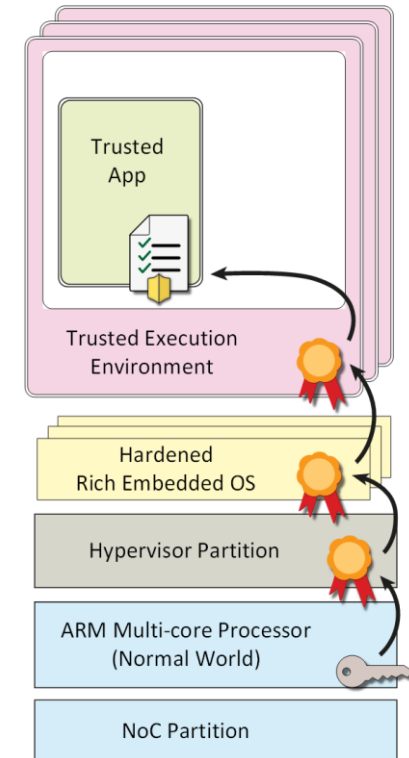 Trusted
App
Trusted Execution
Environment
Hardened
Rich Embedded OS
Hypervisor Partition
ARM Multi-core Processor
(Normal World)
NoC Partition